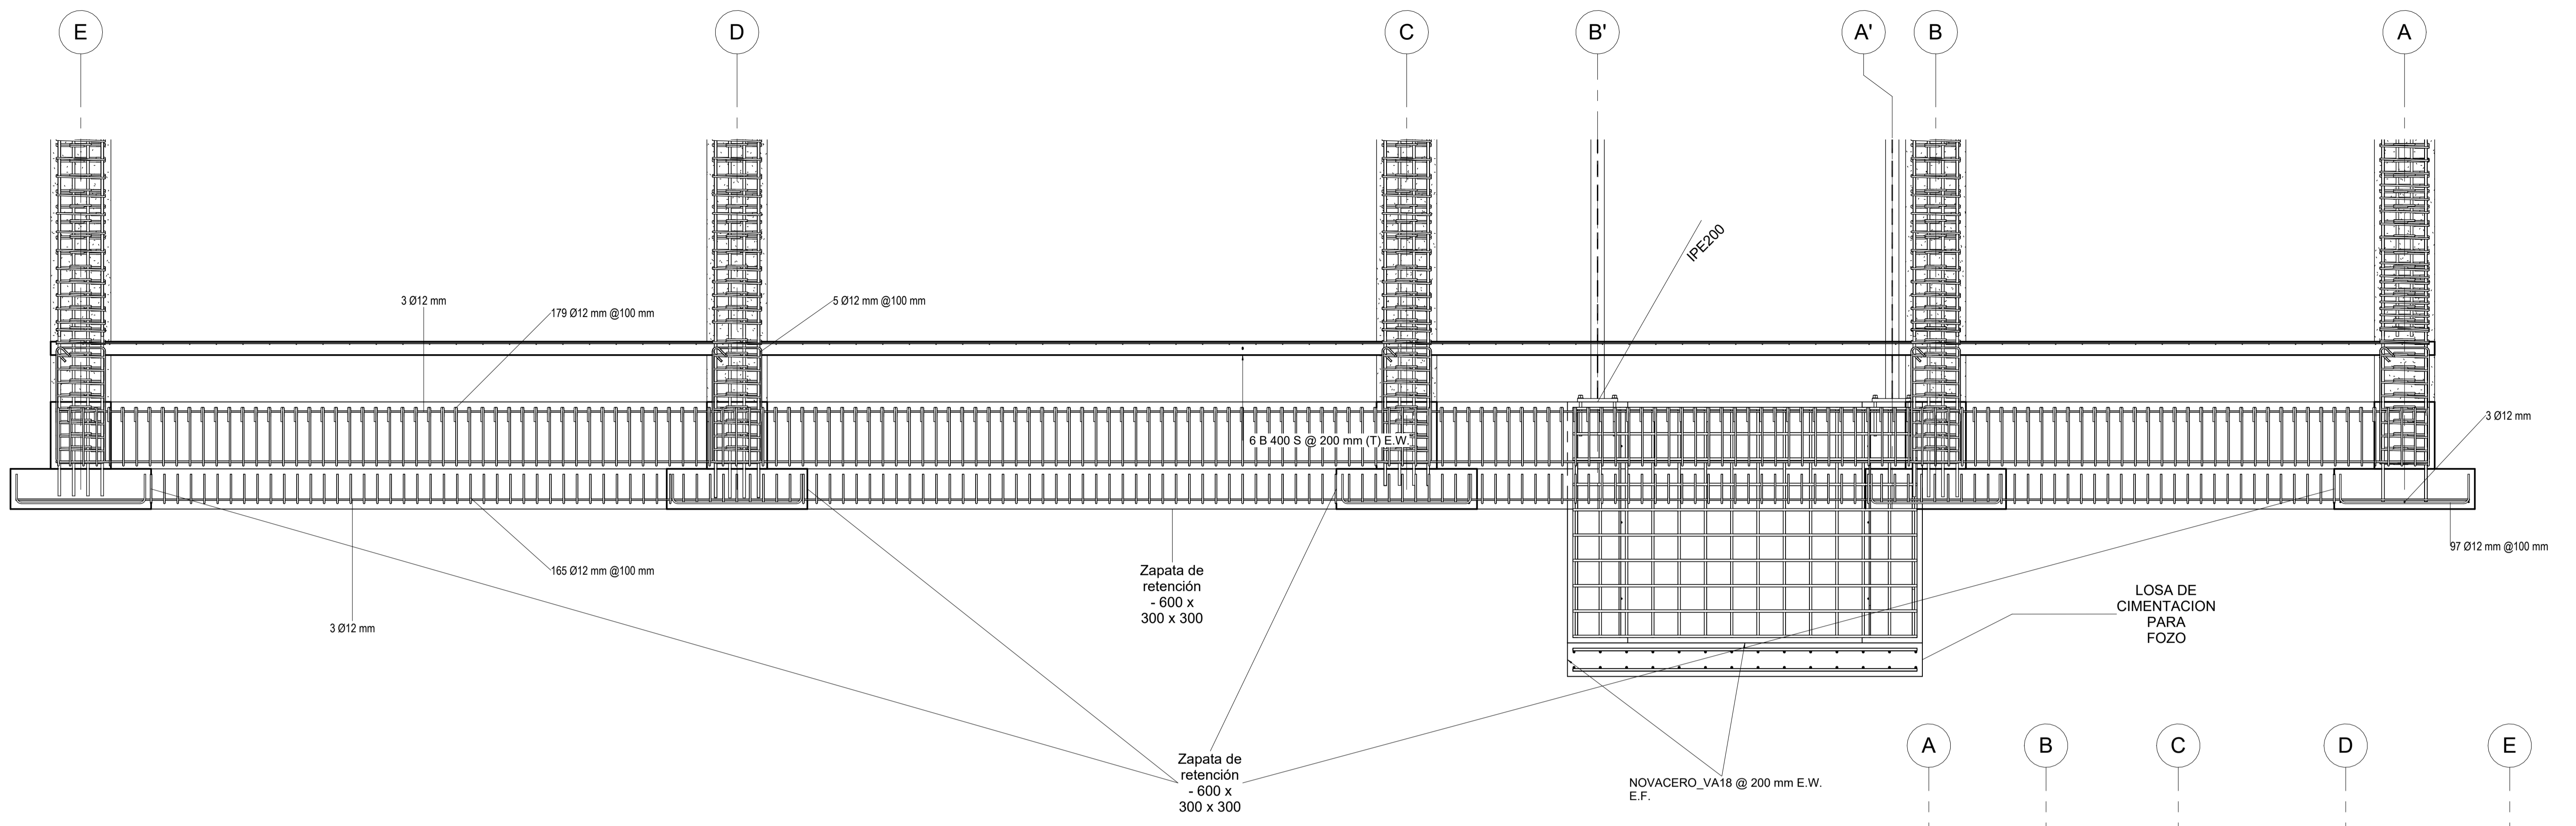 E
D
C
B'
A'
B
A
IPE200
3 Ø12 mm
179 Ø12 mm @100 mm
5 Ø12 mm @100 mm
6 B 400 S @ 200 mm (T) E.W.
3 Ø12 mm
97 Ø12 mm @100 mm
165 Ø12 mm @100 mm
3 Ø12 mm
Zapata de
retención
- 600 x
300 x 300
LOSA DE
CIMENTACION
PARA
FOZO
Zapata de
retención
- 600 x
300 x 300
NOVACERO_VA18 @ 200 mm E.W.
E.F.
A
B
C
D
E